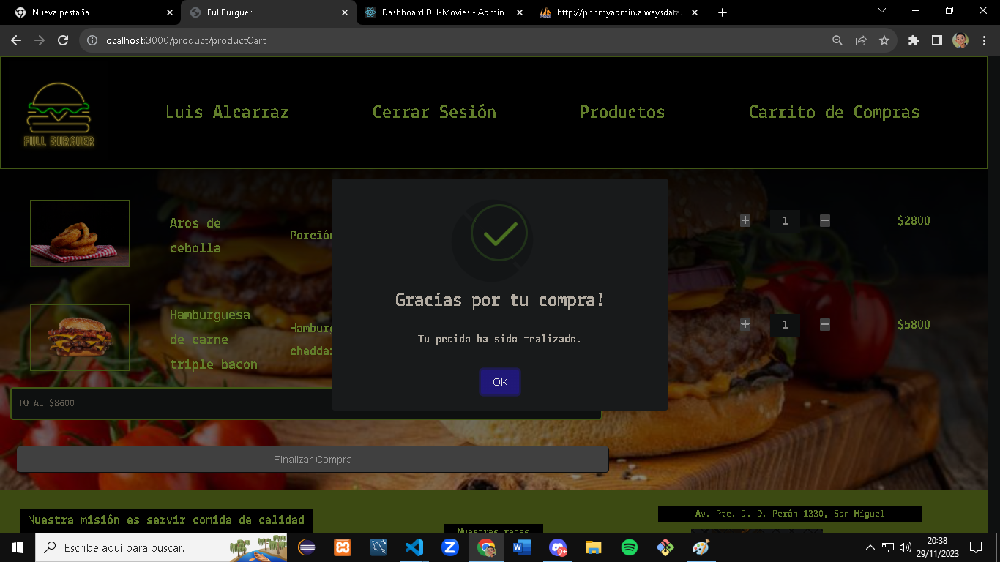 Nueva pestaña
FullBurguer
Dashboard DH-Movies - Admin
http://phpmyadmin.alwaysdata.
localhost:3000/product/productCart
FULL BURGUER
Luis Alcarraz
Cerrar Sesión
Productos
Carrito de Compras
Aros de
cebolla
Porción
1
$2800
Gracias por tu compra!
Tu pedido ha sido realizado.
OK
Hamburguesa
de carne
triple bacon
Hamburg
chedda
1
$5800
TOTAL $8600
Finalizar Compra
Nuestra misión es servir comida de calidad
Nuestras redes
Av. Pte. J. D. Perón 1330, San Miguel
Escribe aquí para buscar.
9+
20:38
29/11/2023